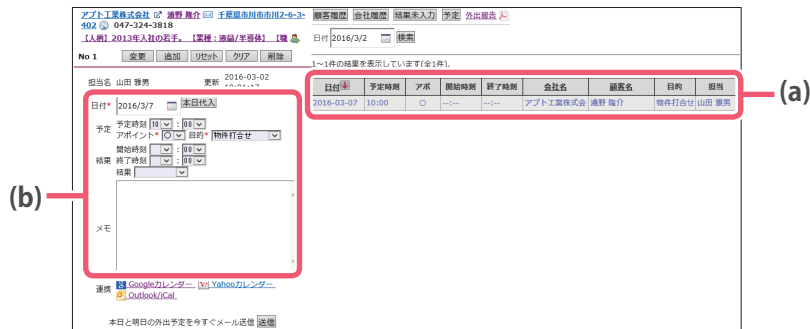 アプト工業株式会社 浦野 隆介 千葉県市川市市川2-6-3-
402 047-324-3818
【人柄】2013年入社の若手。【業種:液晶/半導体】【職
No 1 変更 追加 リセット クリア 削除
担当名 山田 雅男 更新 2016-03-02
日付* 2016/3/7 本日代入
予定 予定時刻 10 : 00
アポイント* ○ 目的* 物件打合せ
開始時刻 : 00
結果 終了時刻 : 00
結果
メモ
連携 Googleカレンダー Yahooカレンダー
Outlook/iCal
本日と明日の外出予定を今すぐメール送信 送信
(b)
顧客履歴 会社履歴 結果未入力 予定 外出報告
日付 2016/3/2 検索
1~1件の結果を表示しています(全1件).
日付 予定時刻 アポ 開始時刻 終了時刻 会社名 顧客名 目的 担当
2016-03-07 10:00 ○ --:-- --:-- アプト工業株式会 浦野 隆介 物件打合せ 山田 雅男
(a)